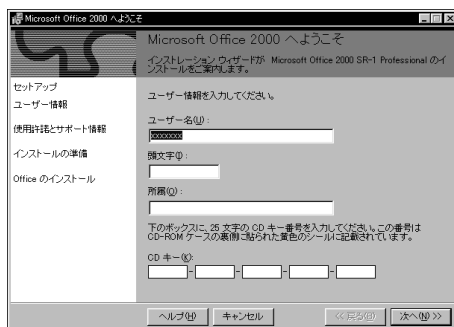 Microsoft Office 2000 へようこそ
Microsoft Office 2000 へようこそ
インストレーション ウィザードが Microsoft Office 2000 SR-1 Professional のイ
ンストールをご案内します。
セットアップ
ユーザー情報
使用許諾とサポート情報
インストールの準備
Office のインストール
ユーザー情報を入力してください。
ユーザー名(U):
xxxxxxx
頭文字(I):
所属(O):
下のボックスに、25 文字の CD キー番号を入力してください。この番号は
CD-ROM ケースの裏側に貼られた黄色のシールに記載されています。
CD キー(K):
- - - -
ヘルプ(H)
キャンセル
<< 戻る(B)
次へ(N) >>